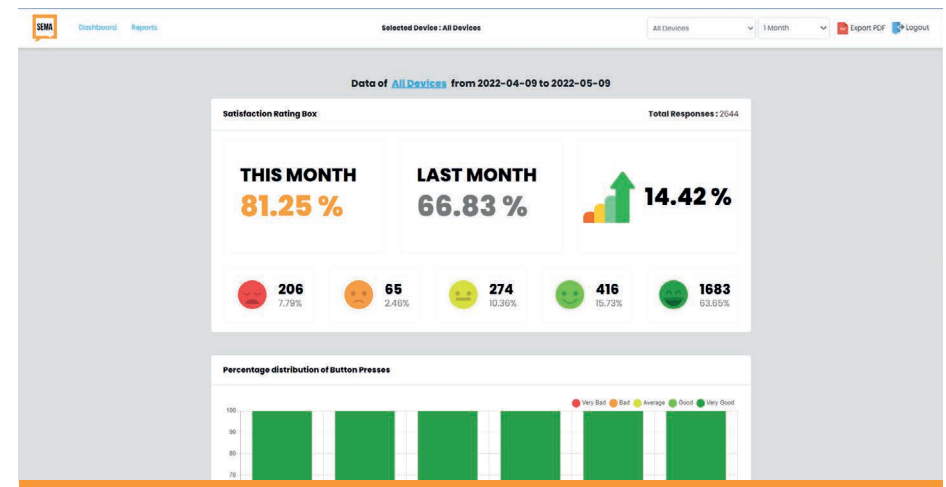 SEMA Dashboard Reports Selected Device : All Devices All Devices 1 Month Export PDF Logout
Data of All Devices from 2022-04-09 to 2022-05-09
Satisfaction Rating Box Total Responses : 2644
THIS MONTH LAST MONTH
81.25 % 66.83 % 14.42 %
206 65 274 416 1683
7.79% 2.46% 10.36% 15.73% 63.65%
Percentage distribution of Button Presses
Very Bad Bad Average Good Very Good
100
90
80
70